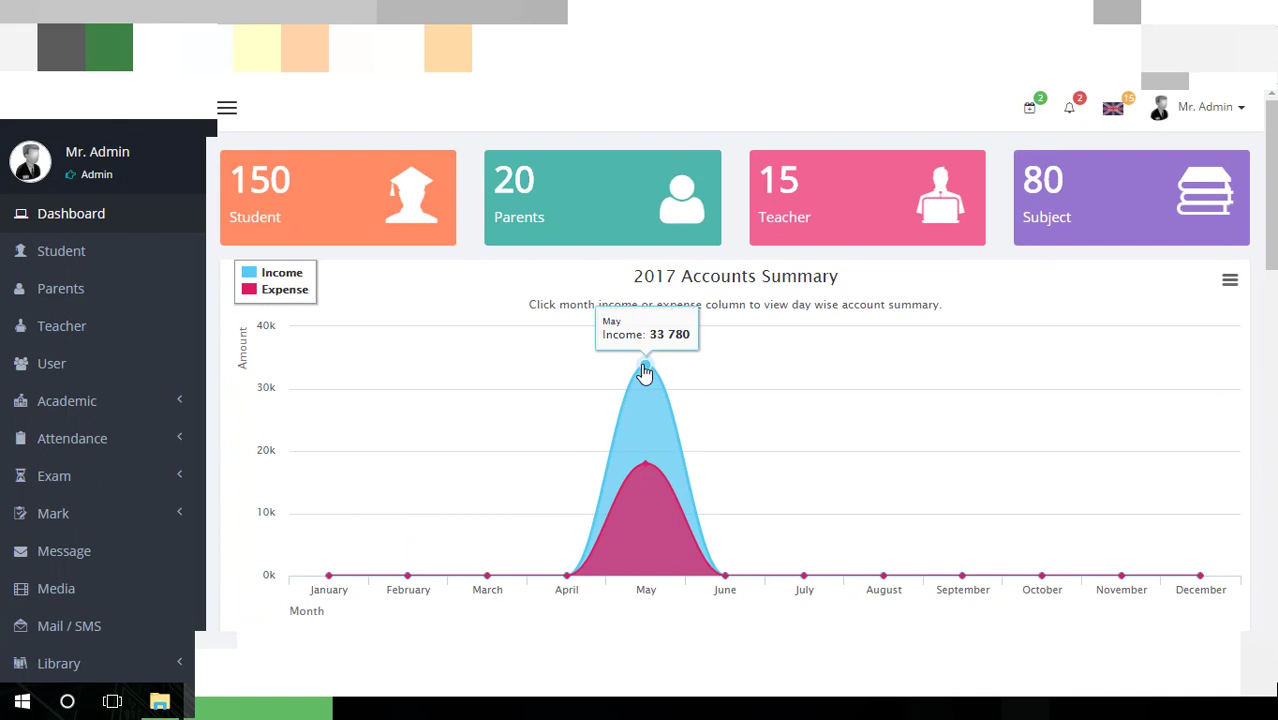 2
2
15
Mr. Admin
Mr. Admin
Admin
Dashboard
Student
Parents
Teacher
User
Academic
Attendance
Exam
Mark
Message
Media
Mail / SMS
Library
150
Student
20
Parents
15
Teacher
80
Subject
Income
Expense
2017 Accounts Summary
Click month income or expense column to view day wise account summary.
May
Income: 33 780
Amount
40k
30k
20k
10k
0k
January February March April May June July August September October November December
Month